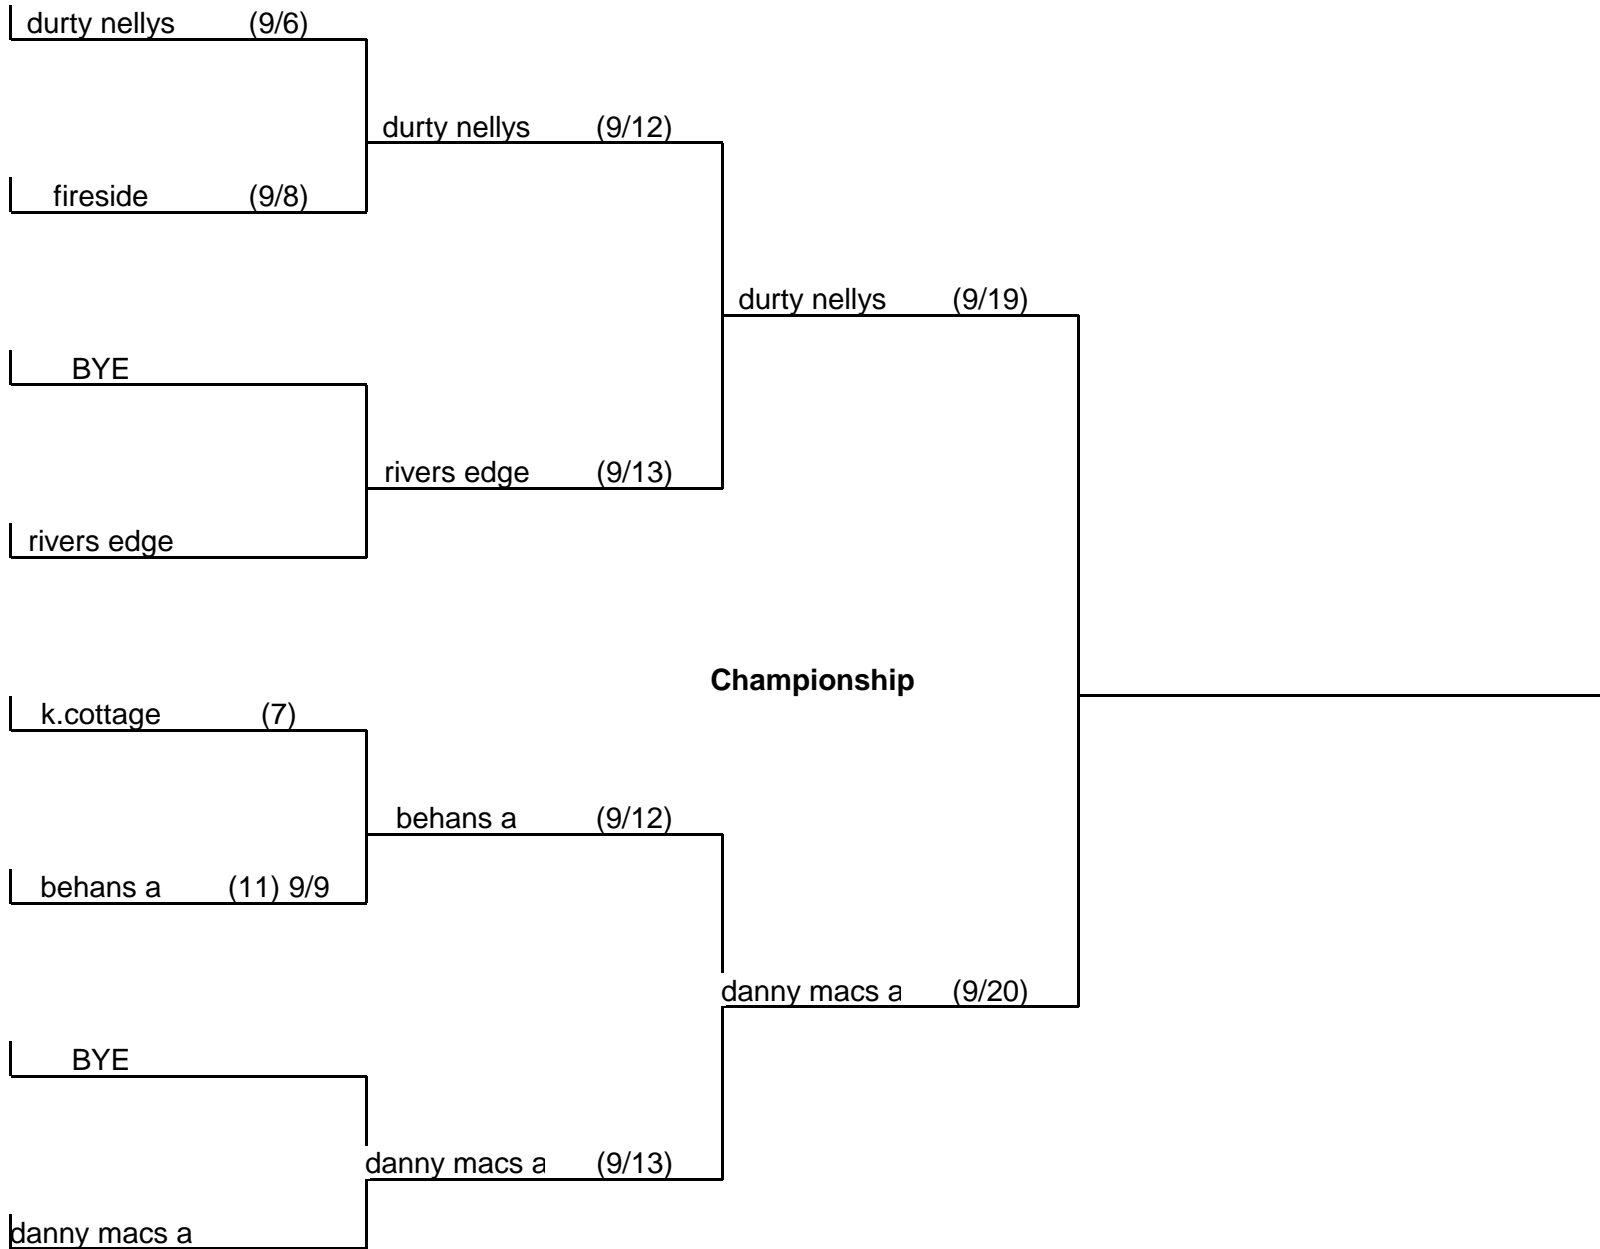 durty nellys (9/6)
durty nellys (9/12)
fireside (9/8)
durty nellys (9/19)
BYE
rivers edge (9/13)
rivers edge
Championship
k.cottage (7)
behans a (9/12)
behans a (11) 9/9
danny macs a (9/20)
BYE
danny macs a (9/13)
danny macs a